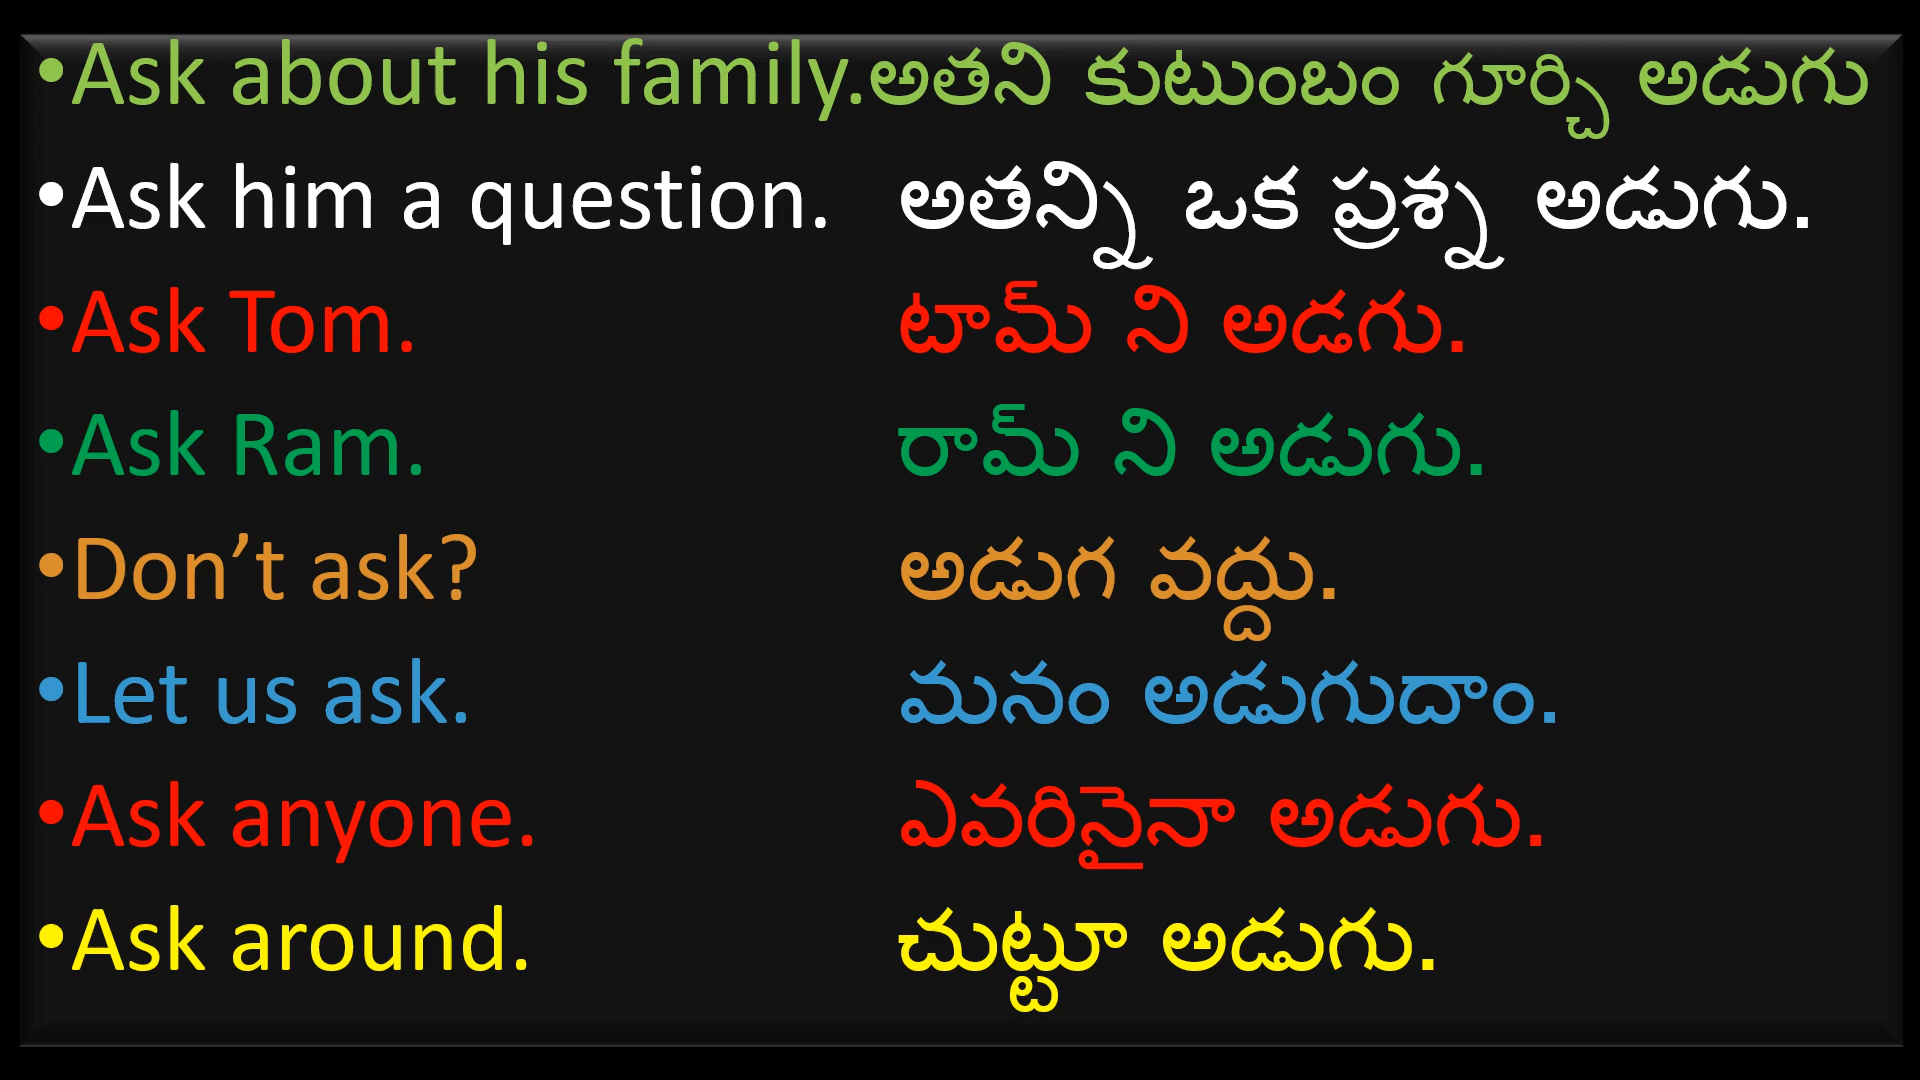 •Ask about his family.అతని కుటుంబం గూర్చి అడుగు
•Ask him a question. అతన్ని ఒక ప్రశ్న అడుగు.
•Ask Tom. టామ్ ని అడగు.
•Ask Ram. రామ్ ని అడుగు.
•Don’t ask? అడుగ వద్దు.
•Let us ask. మనం అడుగుదాం.
•Ask anyone. ఎవరినైనా అడుగు.
•Ask around. చుట్టూ అడుగు.